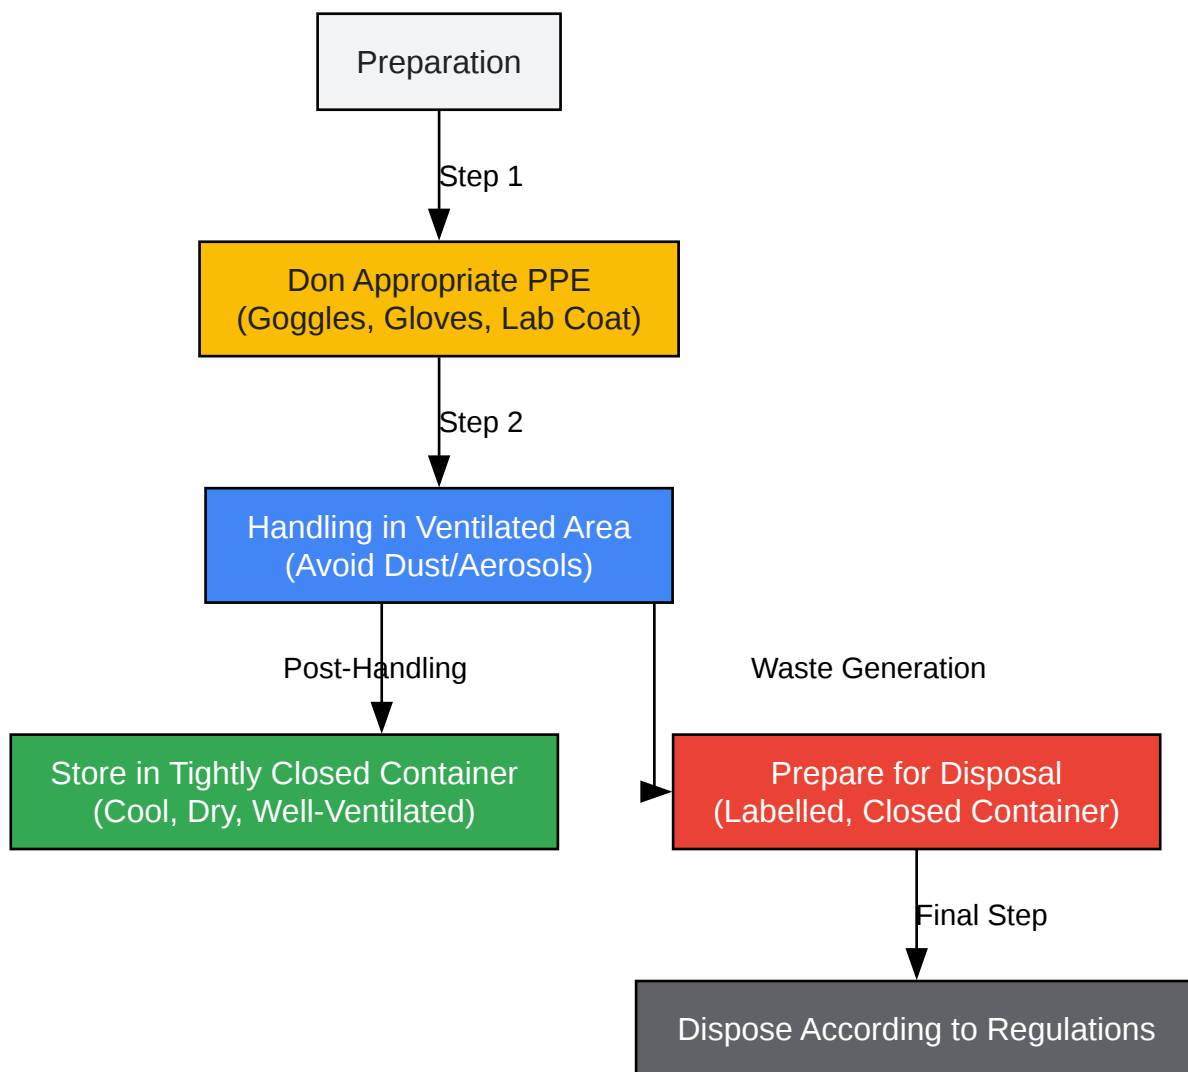 Preparation
Step 1
Don Appropriate PPE
(Goggles, Gloves, Lab Coat)
Step 2
Handling in Ventilated Area
(Avoid Dust/Aerosols)
Post-Handling
Waste Generation
Store in Tightly Closed Container
(Cool, Dry, Well-Ventilated)
Prepare for Disposal
(Labelled, Closed Container)
Final Step
Dispose According to Regulations